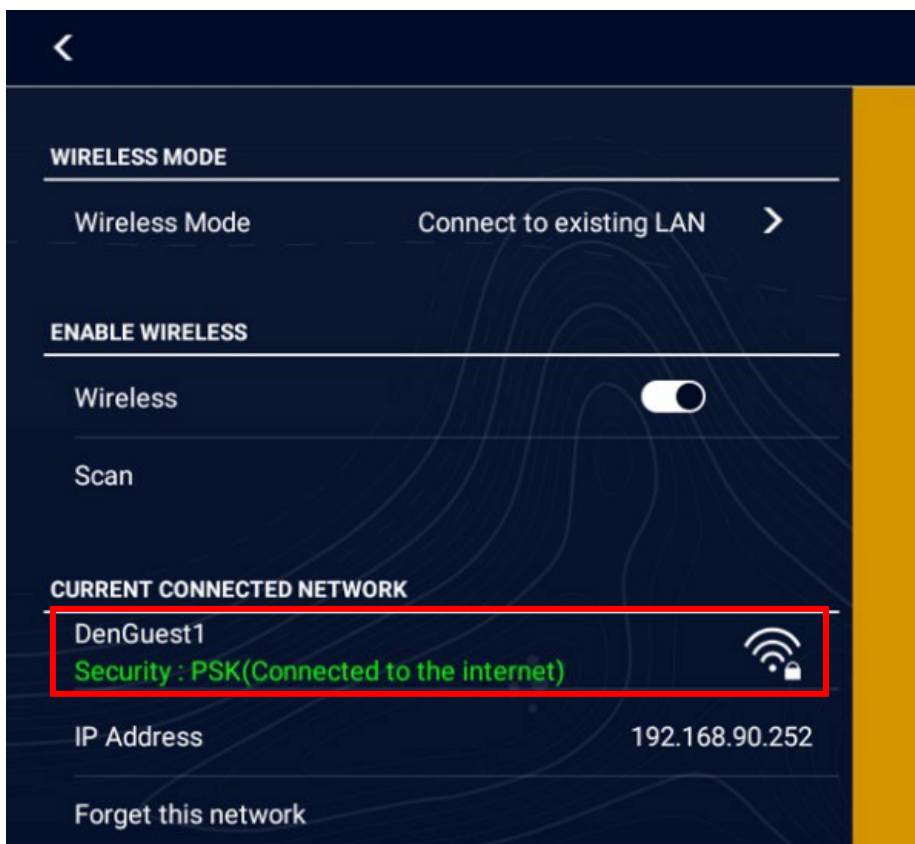 WIRELESS MODE
Wireless Mode Connect to existing LAN
ENABLE WIRELESS
Wireless
Scan
CURRENT CONNECTED NETWORK
DenGuest1
Security : PSK(Connected to the internet)
IP Address 192.168.90.252
Forget this network